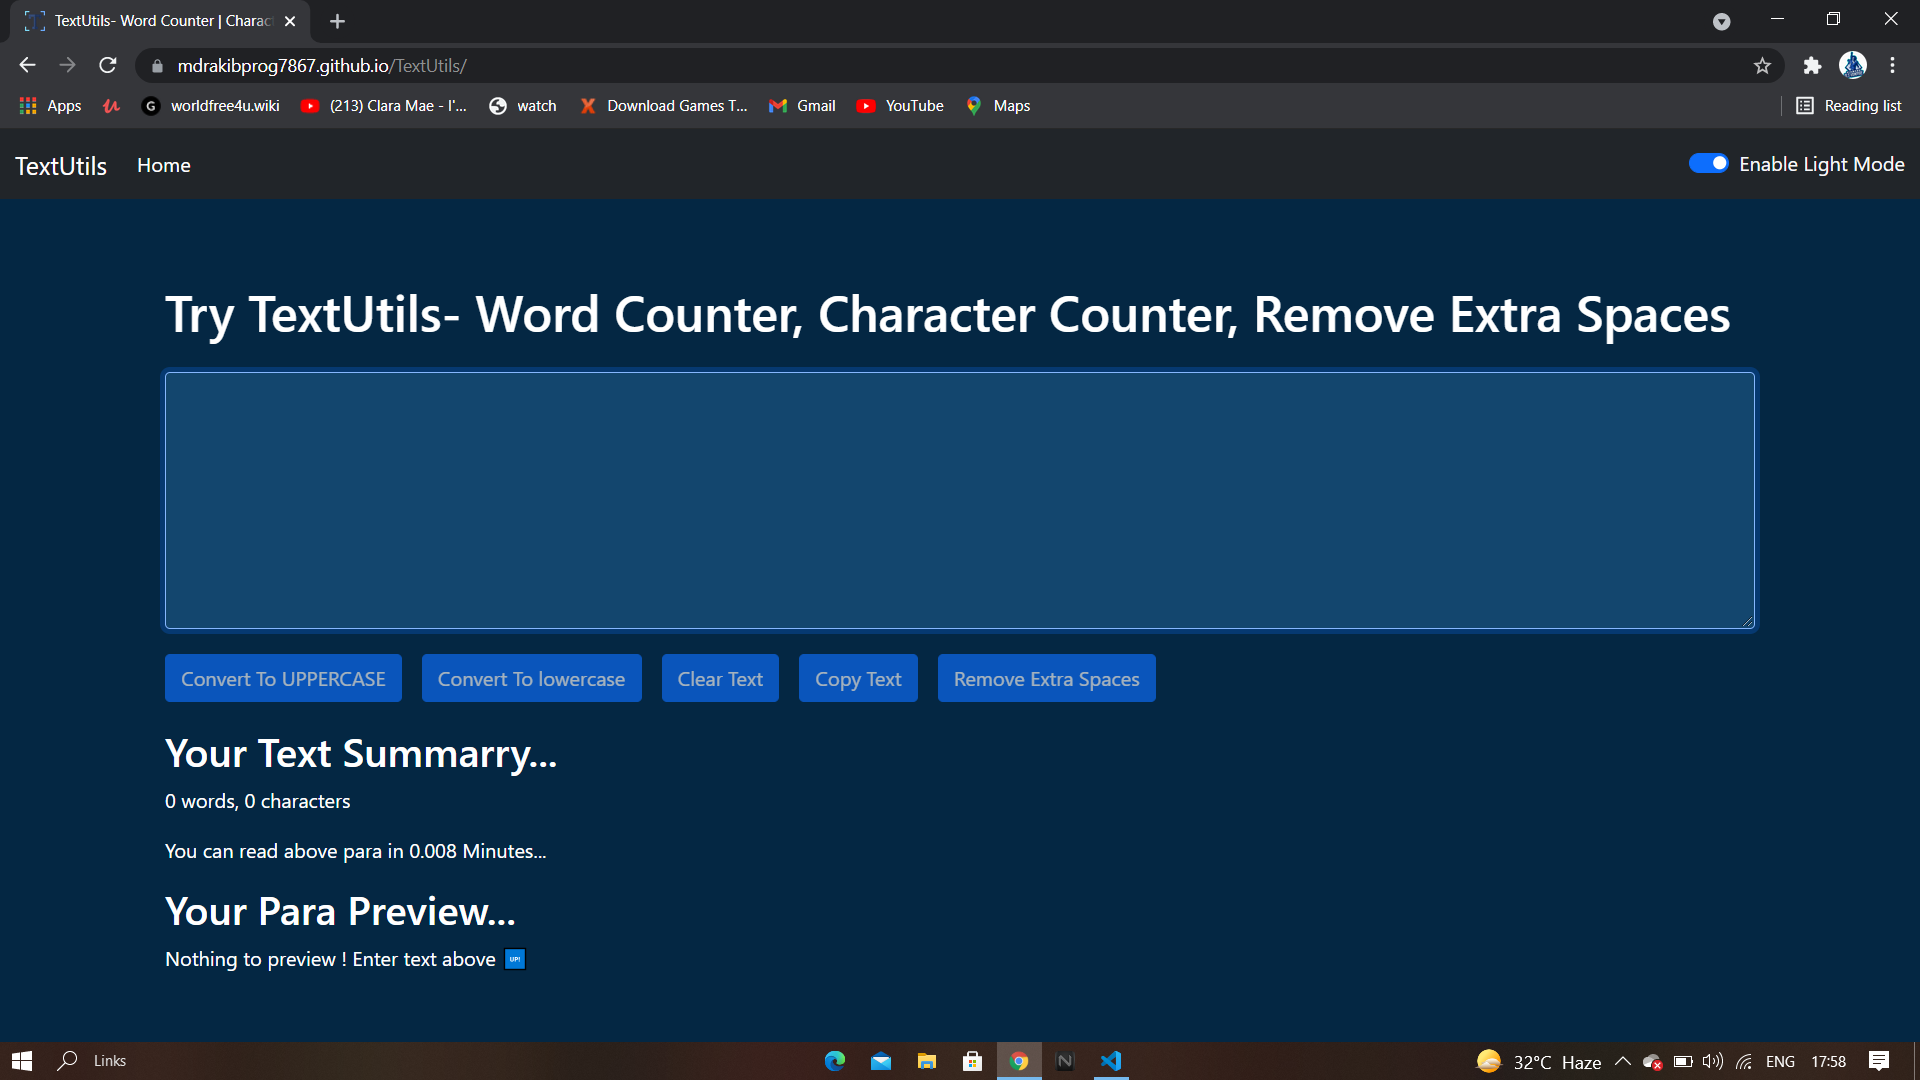 TextUtils- Word Counter | Charac
mdrakibprog7867.github.io/TextUtils/
Apps worldfree4u.wiki (213) Clara Mae - I'... watch Download Games T... Gmail YouTube Maps Reading list
TextUtils Home Enable Light Mode
Try TextUtils- Word Counter, Character Counter, Remove Extra Spaces
Convert To UPPERCASE Convert To lowercase Clear Text Copy Text Remove Extra Spaces
Your Text Summarry...
0 words, 0 characters
You can read above para in 0.008 Minutes...
Your Para Preview...
Nothing to preview ! Enter text above UP!
Links 32°C Haze ENG 17:58